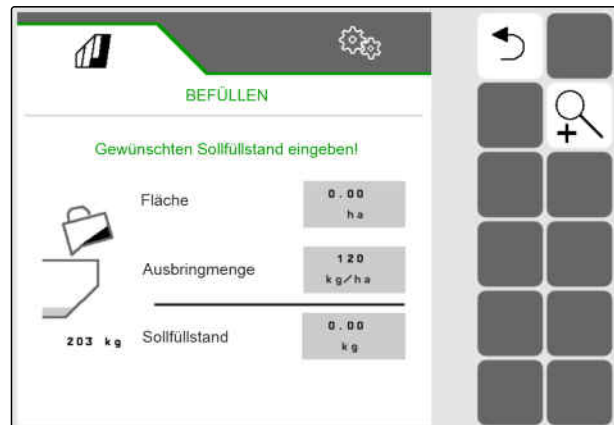 BEFÜLLEN
Gewünschten Sollfüllstand eingeben!
Fläche
0.00
ha
Ausbringmenge
120
kg/ha
203 kg
Sollfüllstand
0.00
kg